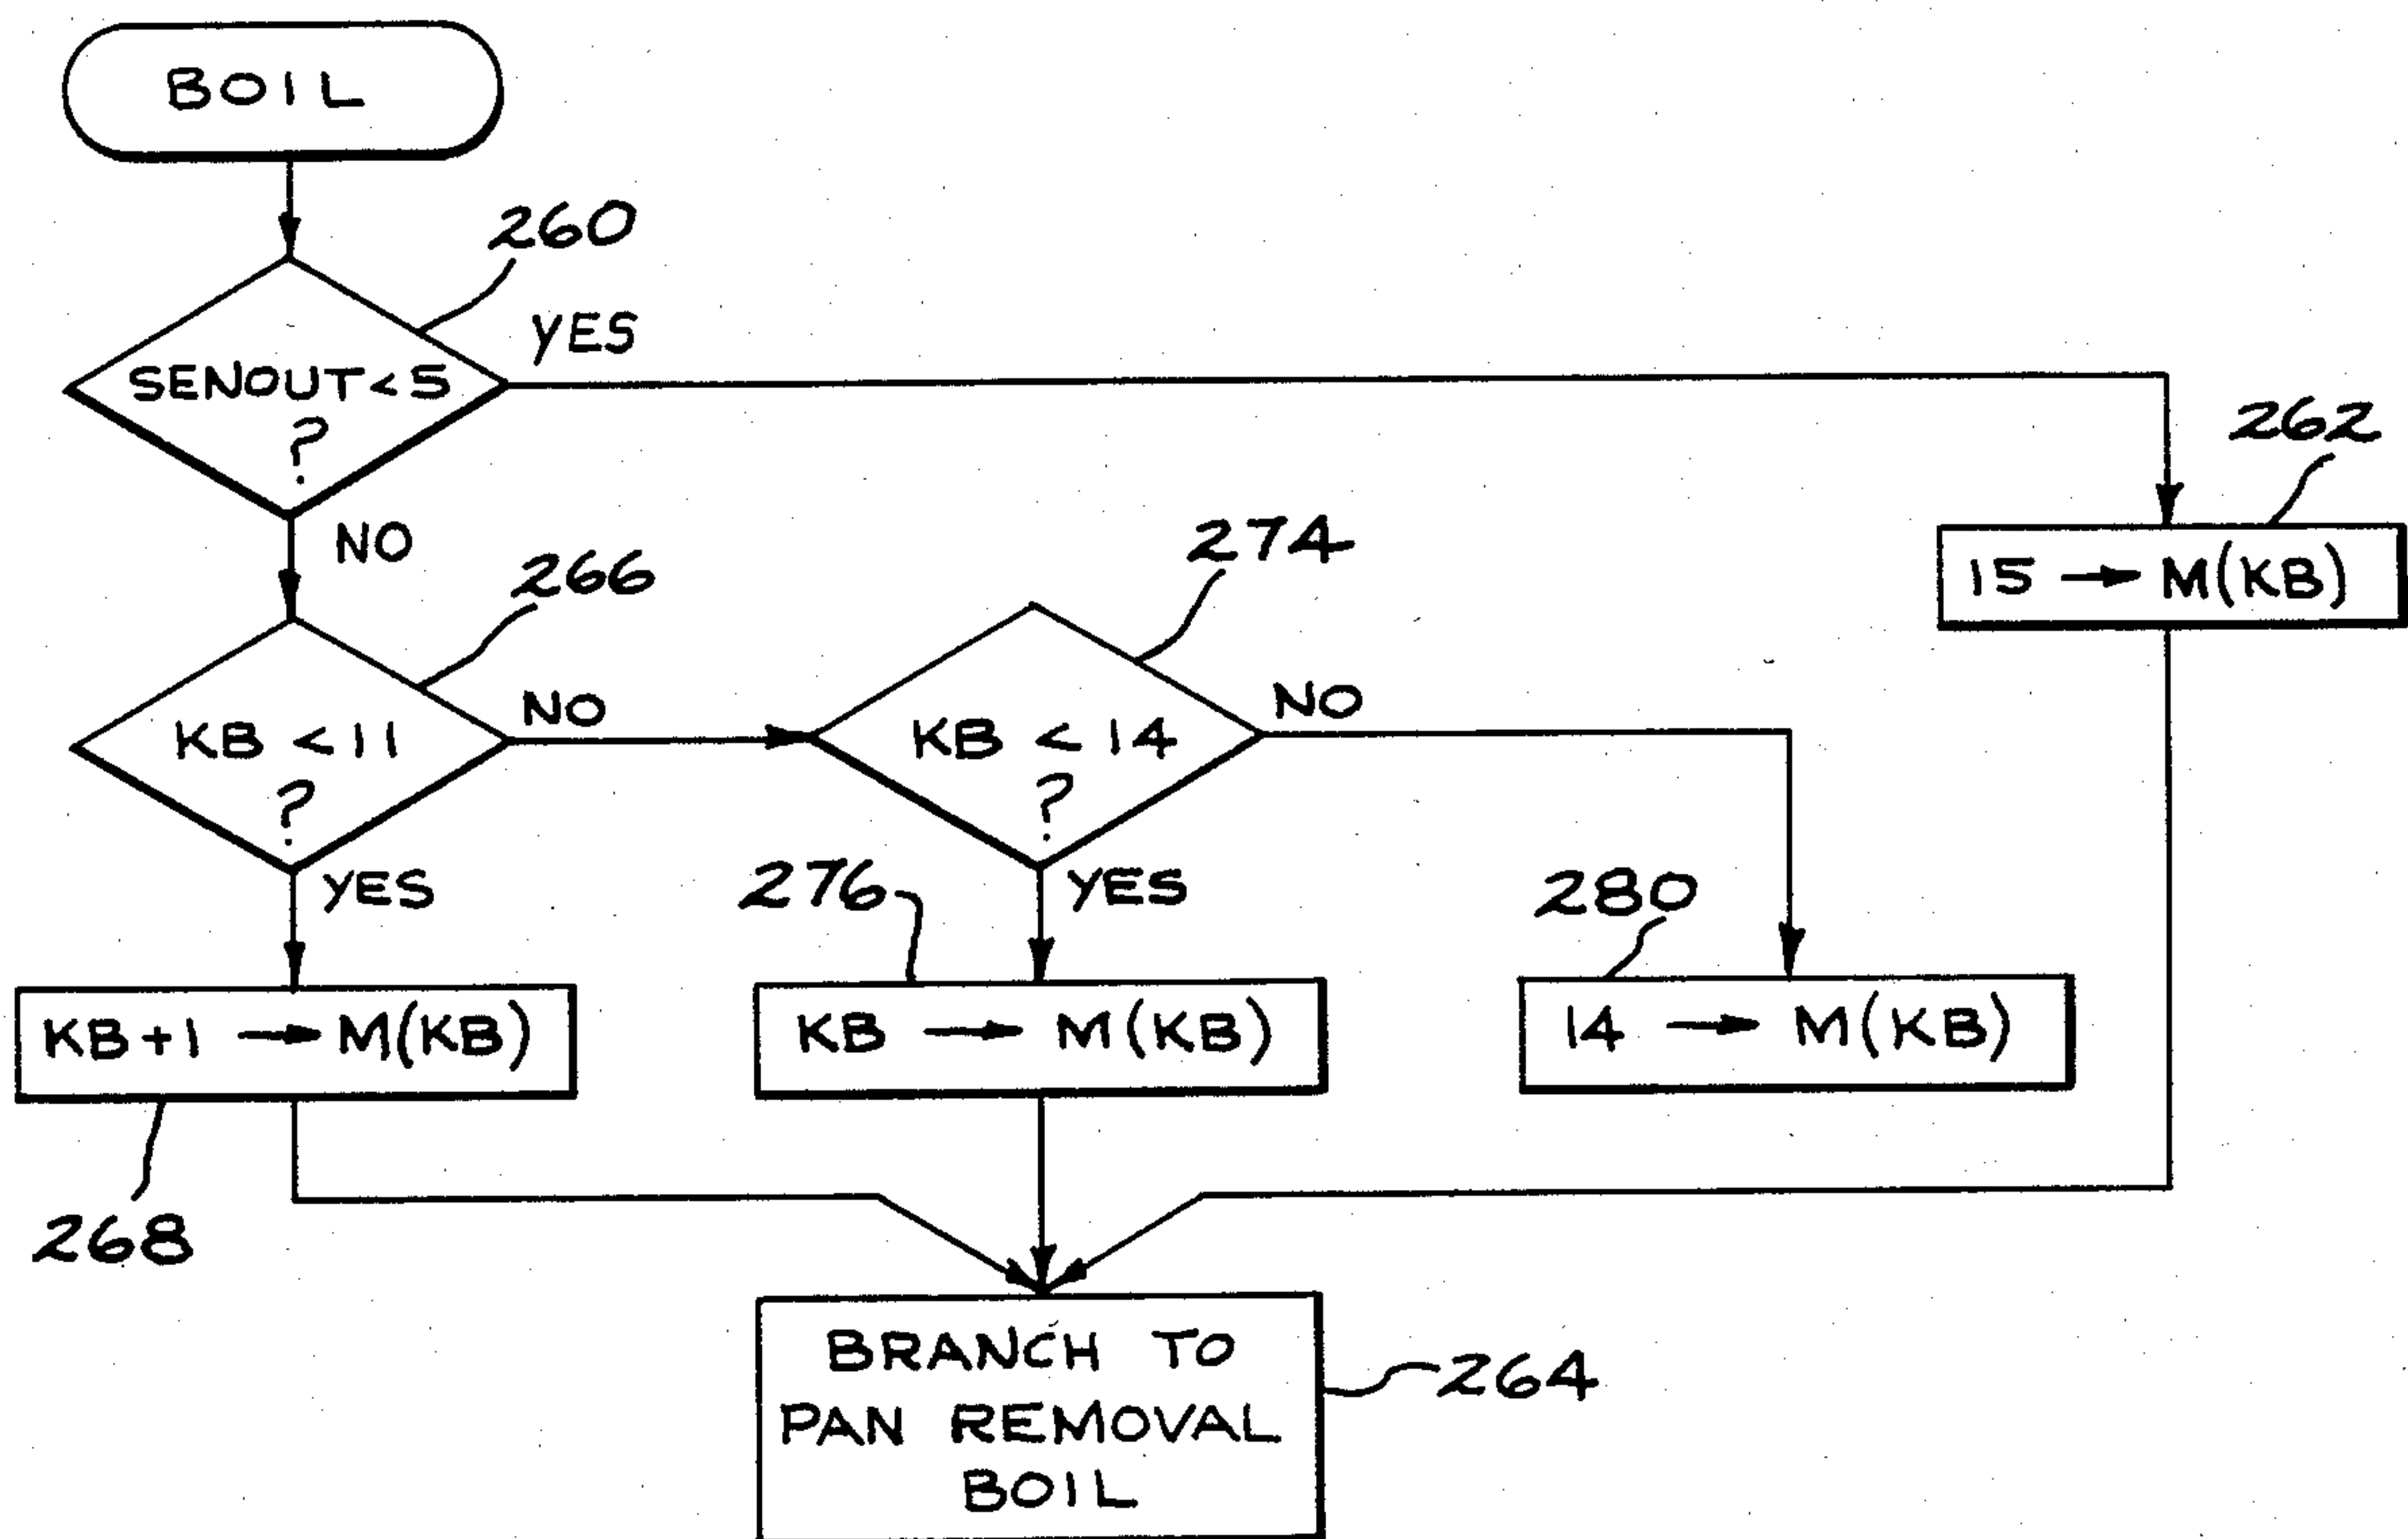 BOIL
260
SENOUT<5
?
YES
NO
262
15 → M(KB)
266
KB < 11
?
NO
YES
274
KB < 14
?
NO
YES
268
KB+1 → M(KB)
276
KB → M(KB)
280
14 → M(KB)
BRANCH TO
PAN REMOVAL
BOIL
264